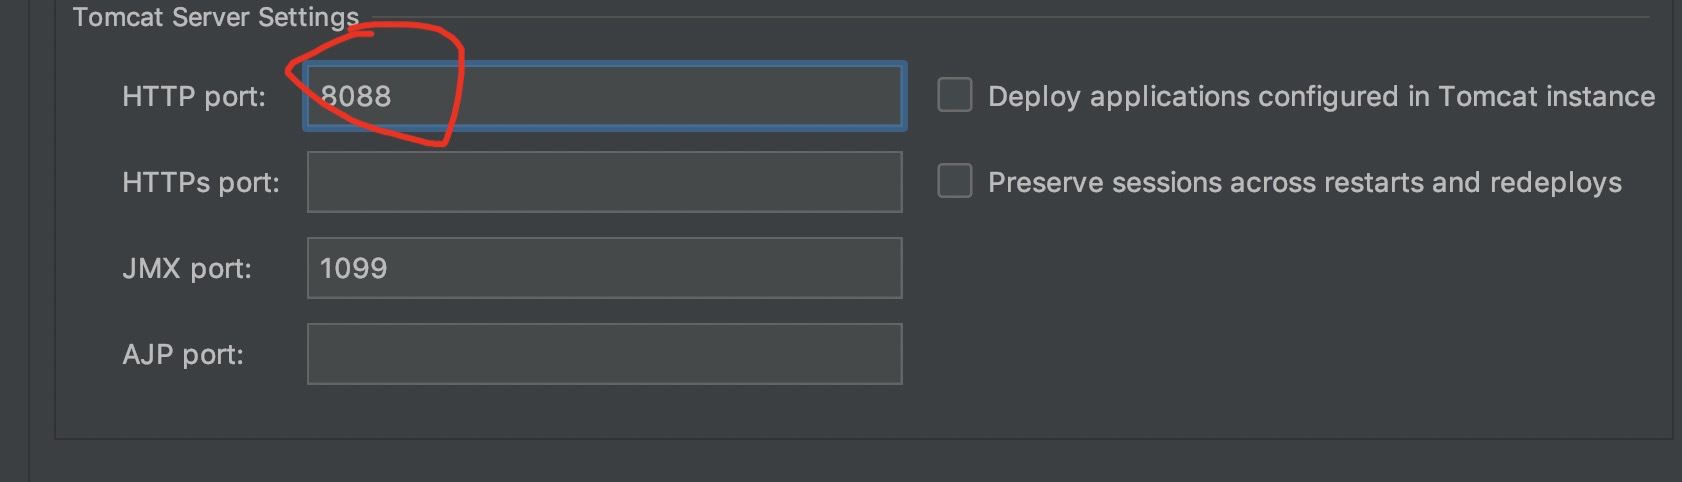 Tomcat Server Settings
HTTP port: 8088 Deploy applications configured in Tomcat instance
HTTPs port: Preserve sessions across restarts and redeploys
JMX port: 1099
AJP port: